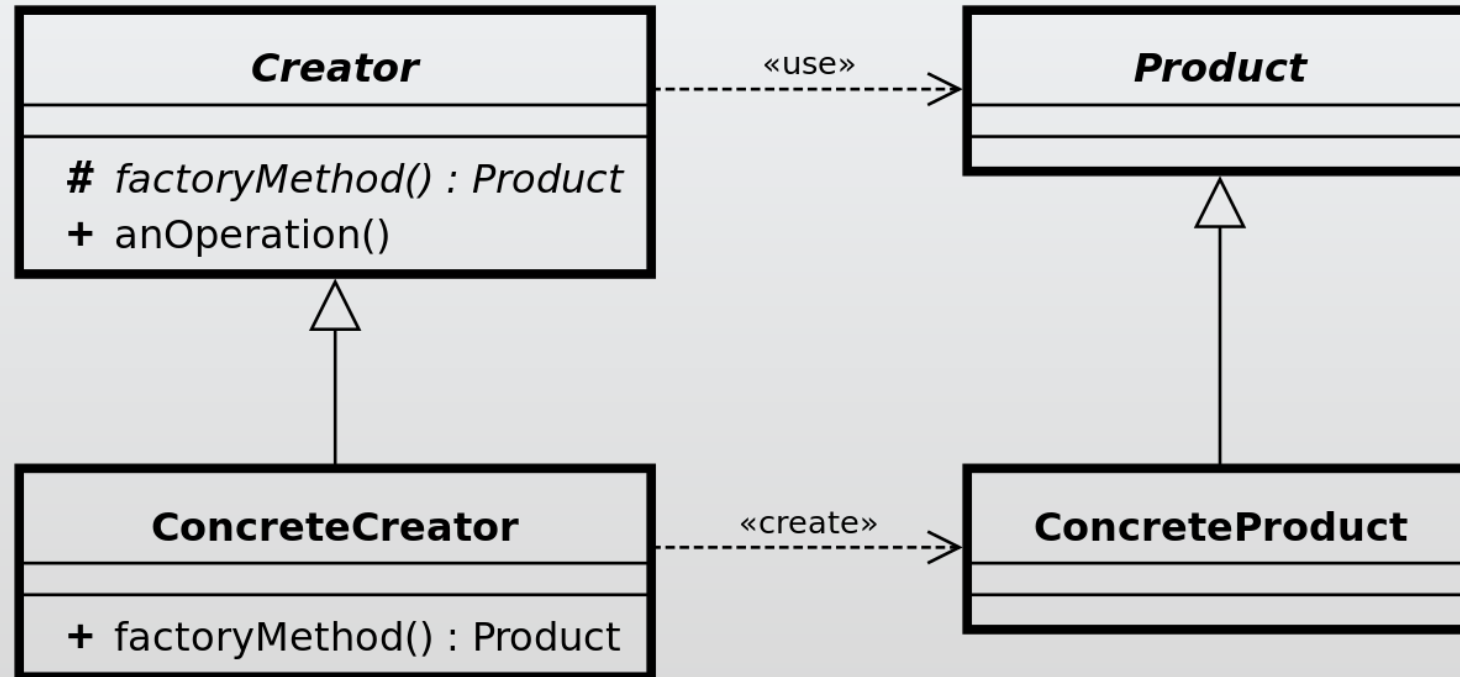 Creator
«use»
Product
# factoryMethod() : Product
+ anOperation()
ConcreteCreator
«create»
ConcreteProduct
+ factoryMethod() : Product